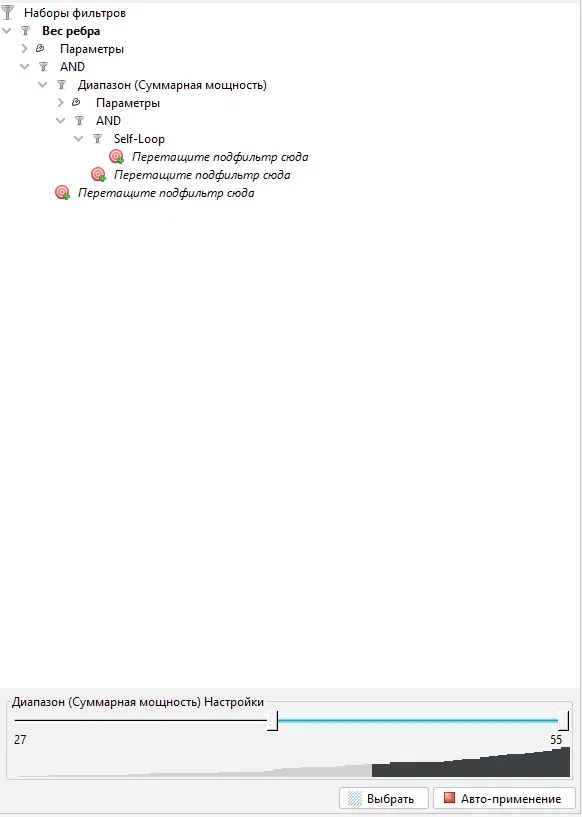 Наборы фильтров
Вес ребра
Параметры
AND
Диапазон (Суммарная мощность)
Параметры
AND
Self-Loop
Перетащите подфильтр сюда
Перетащите подфильтр сюда
Перетащите подфильтр сюда
Диапазон (Суммарная мощность) Настройки
27 55
Выбрать Авто-применение